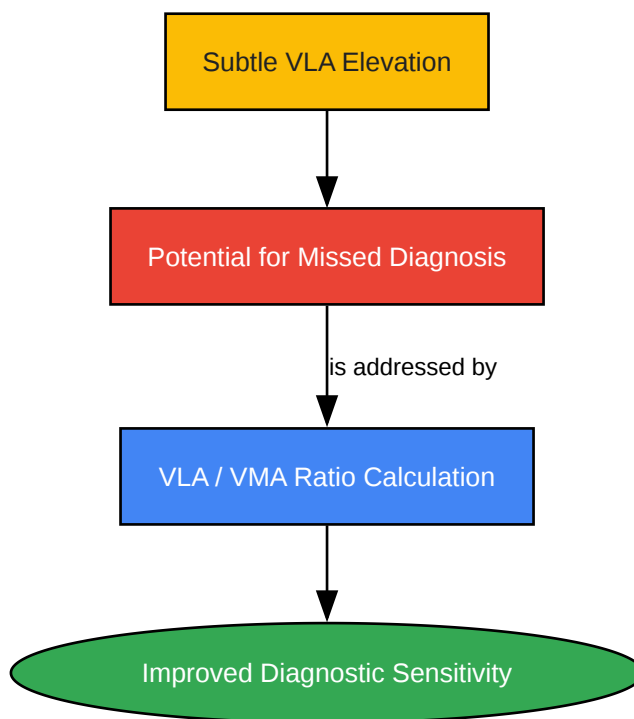 Subtle VLA Elevation
Potential for Missed Diagnosis
is addressed by
VLA / VMA Ratio Calculation
Improved Diagnostic Sensitivity